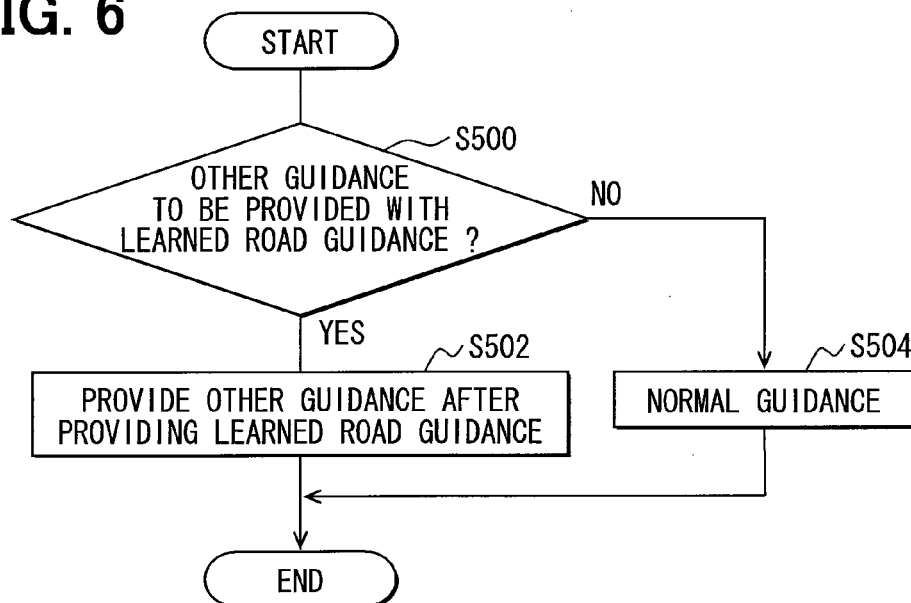 IG. 6
START
S500
OTHER GUIDANCE
TO BE PROVIDED WITH
LEARNED ROAD GUIDANCE ?
NO
YES
S502
PROVIDE OTHER GUIDANCE AFTER
PROVIDING LEARNED ROAD GUIDANCE
S504
NORMAL GUIDANCE
END